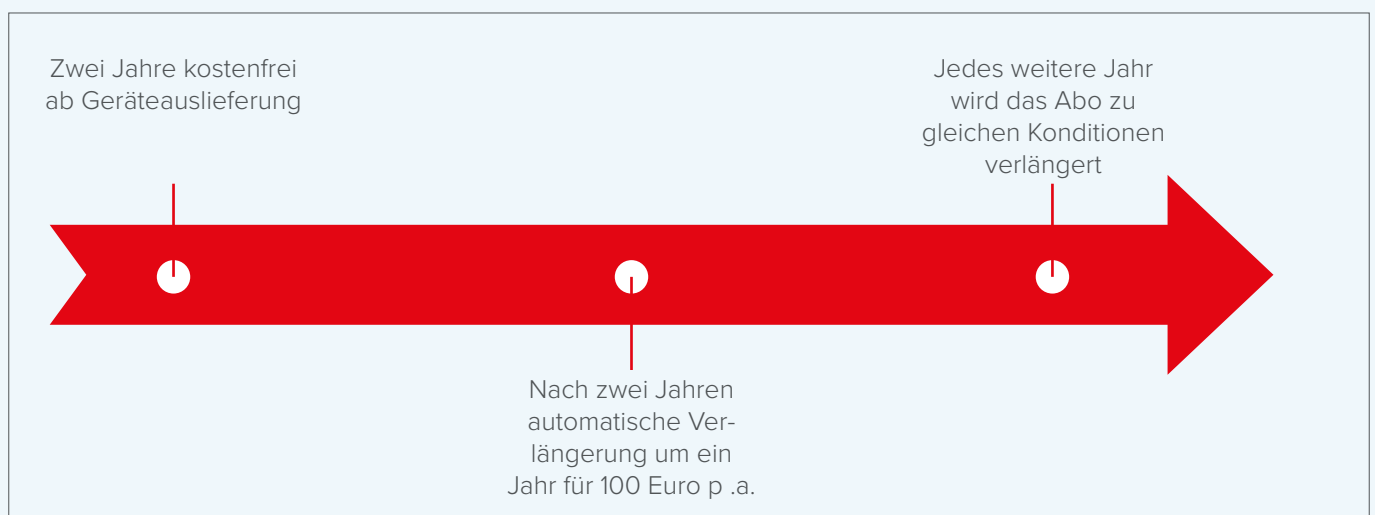 Zwei Jahre kostenfrei
ab Geräteauslieferung
Jedes weitere Jahr
wird das Abo zu
gleichen Konditionen
verlängert
Nach zwei Jahren
automatische Ver-
längerung um ein
Jahr für 100 Euro p .a.